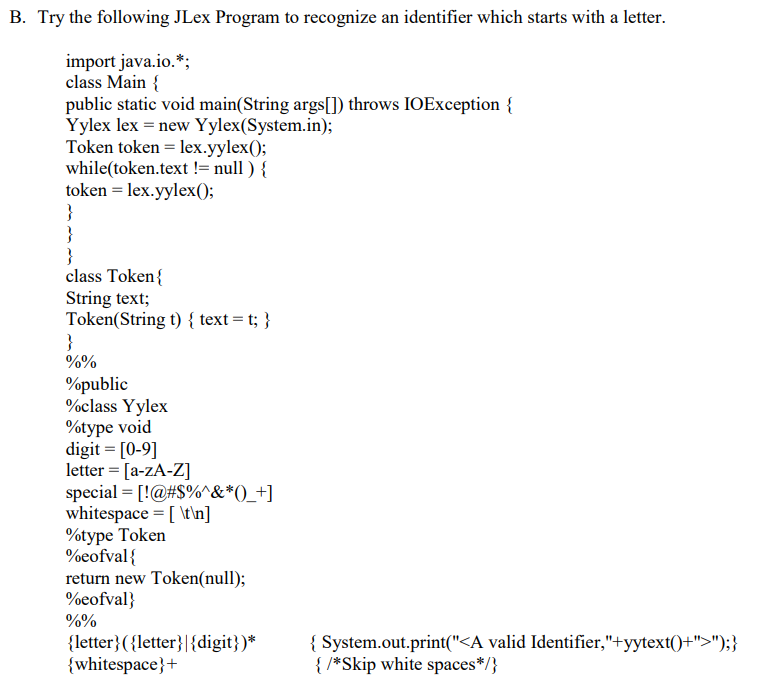 B. Try the following JLex Program to recognize an identifier which starts with a letter.
import java.io.*;
class Main {
public static void main(String args[]) throws IOException {
Yylex lex = new Yylex(System.in);
Token token = lex.yylex();
while(token.text != null ) {
token = lex.yylex();
}
}
}
class Token{
String text;
Token(String t) { text = t; }
}
%%
%public
%class Yylex
%type void
digit = [0-9]
letter = [a-zA-Z]
special = [!@#$%^&*()_+]
whitespace = [ \t\n]
%type Token
%eofval{
return new Token(null);
%eofval}
%%
{letter}({letter}|{digit})* { System.out.print("<A valid Identifier,"+yytext()+">");}
{whitespace}+ { /*Skip white spaces*/}